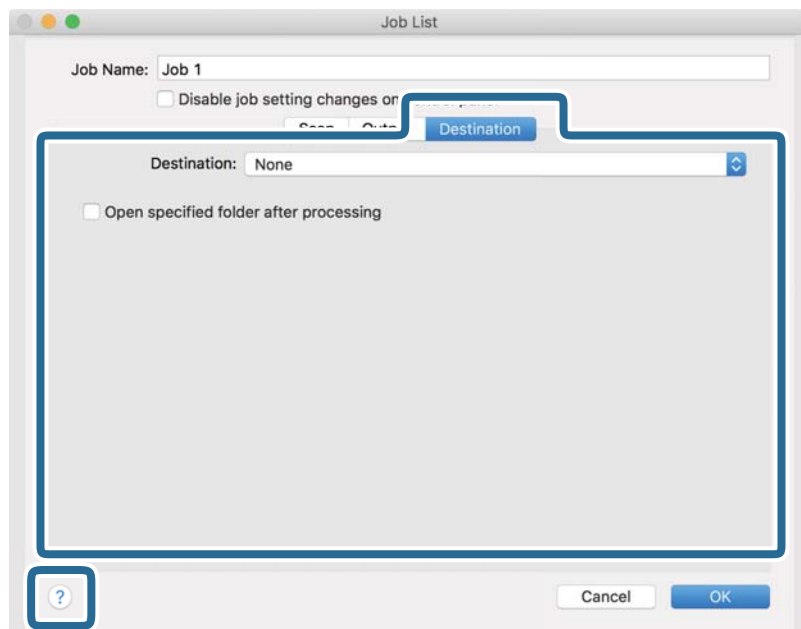 Job List
Job Name: Job 1
Disable job setting changes on
Destination
Destination: None
Open specified folder after processing
? Cancel OK